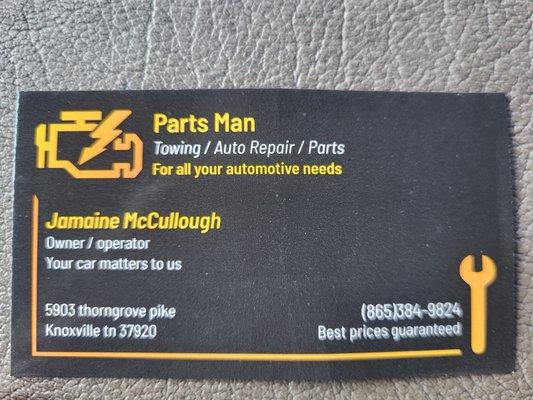 Parts Man
Towing / Auto Repair / Parts
For all your automotive needs
Jamaine McCullough
Owner / operator
Your car matters to us
5903 thorngrove pike
Knoxville tn 37920
(865)384-9824
Best prices guaranteed